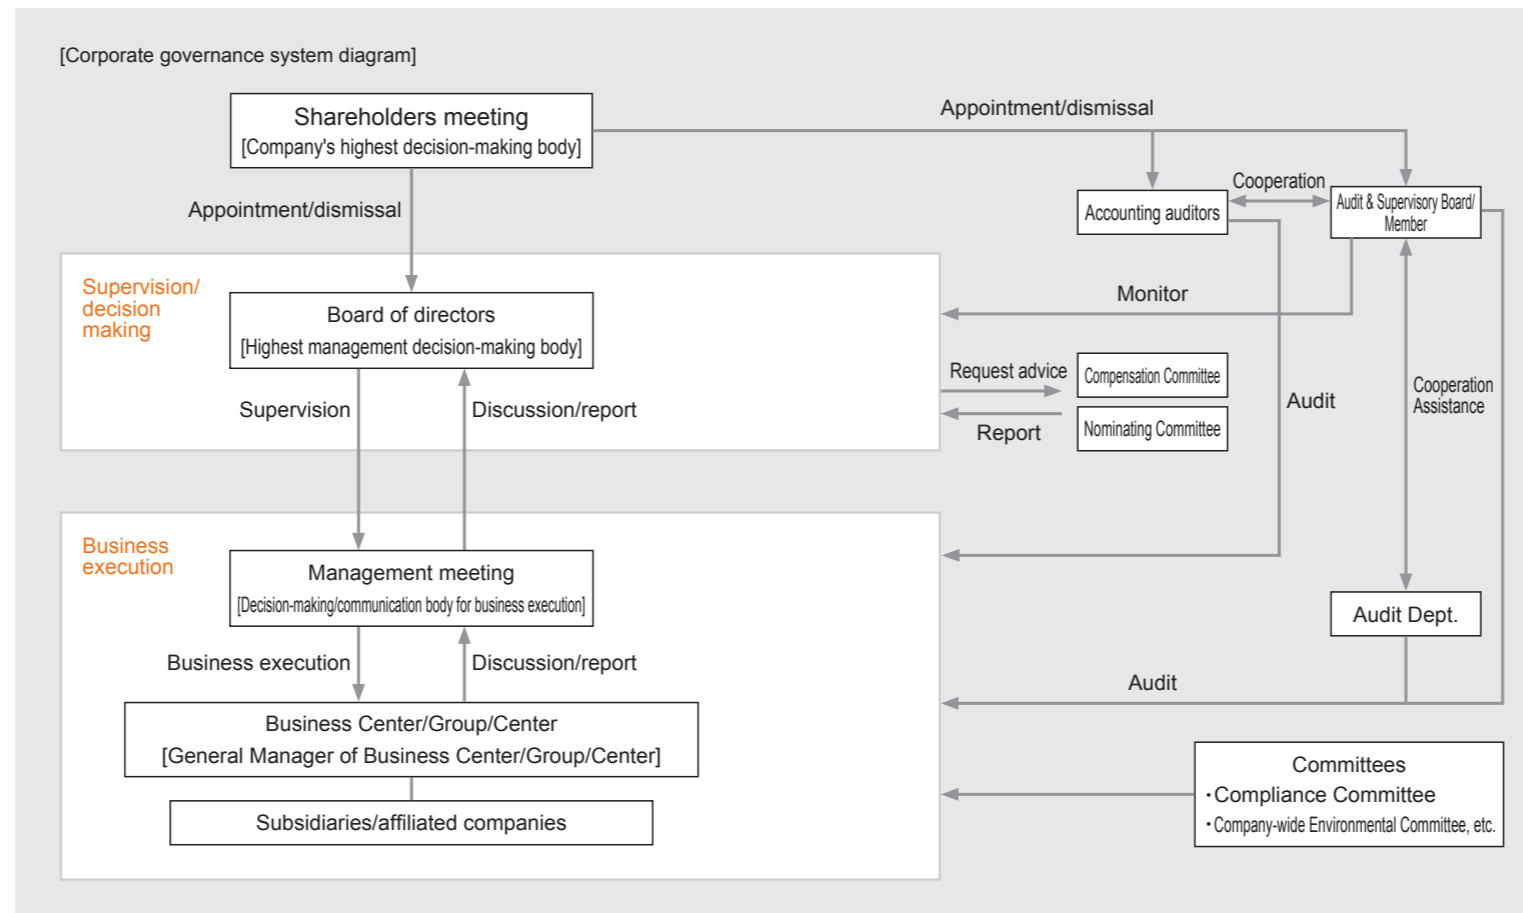 [Corporate governance system diagram]
Shareholders meeting
[Company's highest decision-making body]
Appointment/dismissal
Appointment/dismissal
Cooperation
Accounting auditors
Audit & Supervisory Board/
Member
Supervision/
decision
making
Board of directors
[Highest management decision-making body]
Monitor
Request advice
Compensation Committee
Report
Nominating Committee
Audit
Cooperation
Assistance
Supervision
Discussion/report
Business
execution
Management meeting
[Decision-making/communication body for business execution]
Audit Dept.
Business execution
Discussion/report
Audit
Business Center/Group/Center
[General Manager of Business Center/Group/Center]
Subsidiaries/affiliated companies
Committees
・Compliance Committee
・Company-wide Environmental Committee, etc.